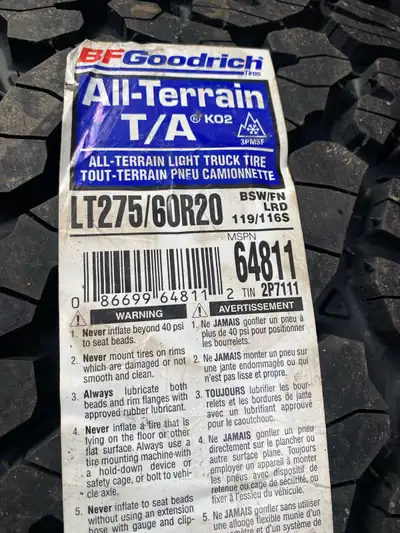 BFGoodrich
Tires
All-Terrain
T/A® KO2
3PMSF
ALL-TERRAIN LIGHT TRUCK TIRE
TOUT-TERRAIN PNEU CAMIONNETTE
LT275/60R20
BSW/FN
LRD
119/116S
MSPN
64811
0 86699 64811 2
TIN 2P7111
WARNING
1. Never inflate beyond 40 psi
to seat beads.
2. Never mount tires on rims
which are damaged or not
smooth and clean.
3. Always lubricate both
beads and rim flanges with
approved rubber lubricant.
4. Never inflate a tire that is
lying on the floor or other
flat surface. Always use a
tire mounting machine with
a hold-down device or
safety cage, or bolt to vehi-
cle axle.
5. Never inflate to seat beads
without using an extension
hose with gauge and clip-
AVERTISSEMENT
1. Ne JAMAIS gonfler un pneu à
plus de 40 psi pour positionner
les bourrelets.
2. Ne JAMAIS monter un pneu sur
une jante endommagée ou qui
n'est pas lisse et propre.
3. TOUJOURS lubrifier les bour-
relets et les bordures de jante
avec un lubrifiant approuvé
pour le caoutchouc.
4. Ne JAMAIS gonfler un pneu
directement sur le plancher ou
autre surface plane. Toujours
employer un appareil à monter
les pneus avec dispositif de
retenue ou cage de sécurité, ou
fixer à l'essieu du véhicule.
5. Ne JAMAIS gonfler sans utiliser
une allonge flexible munie d'un